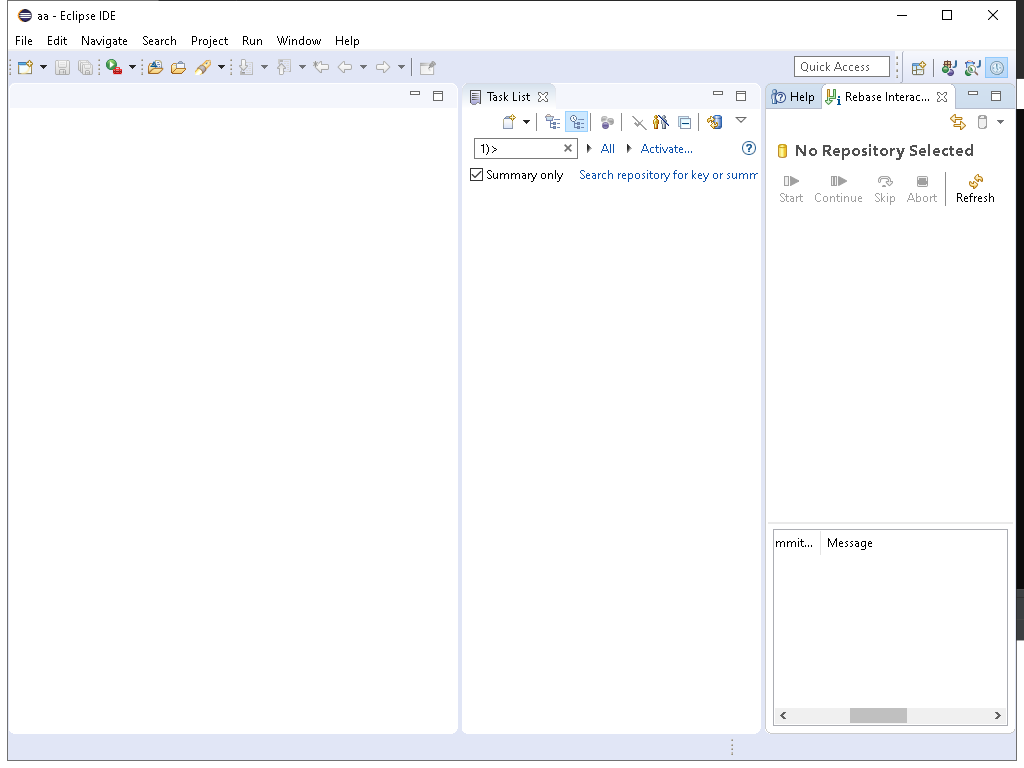 aa - Eclipse IDE
File Edit Navigate Search Project Run Window Help
Quick Access
Task List
Help
Rebase Interac...
1)>
All
Activate...
Summary only
Search repository for key or summ
No Repository Selected
Start
Continue
Skip
Abort
Refresh
mmit...
Message